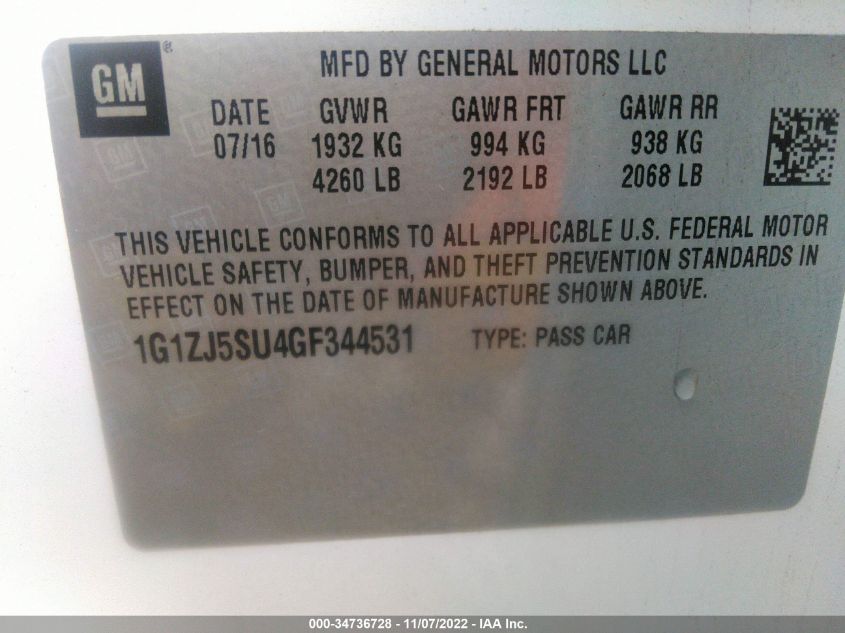 GM ®
MFD BY GENERAL MOTORS LLC
DATE GVWR GAWR FRT GAWR RR
07/16 1932 KG 994 KG 938 KG
4260 LB 2192 LB 2068 LB
THIS VEHICLE CONFORMS TO ALL APPLICABLE U.S. FEDERAL MOTOR
VEHICLE SAFETY, BUMPER, AND THEFT PREVENTION STANDARDS IN
EFFECT ON THE DATE OF MANUFACTURE SHOWN ABOVE.
1G1ZJ5SU4GF344531 TYPE: PASS CAR
000-34736728 - 11/07/2022 - IAA Inc.